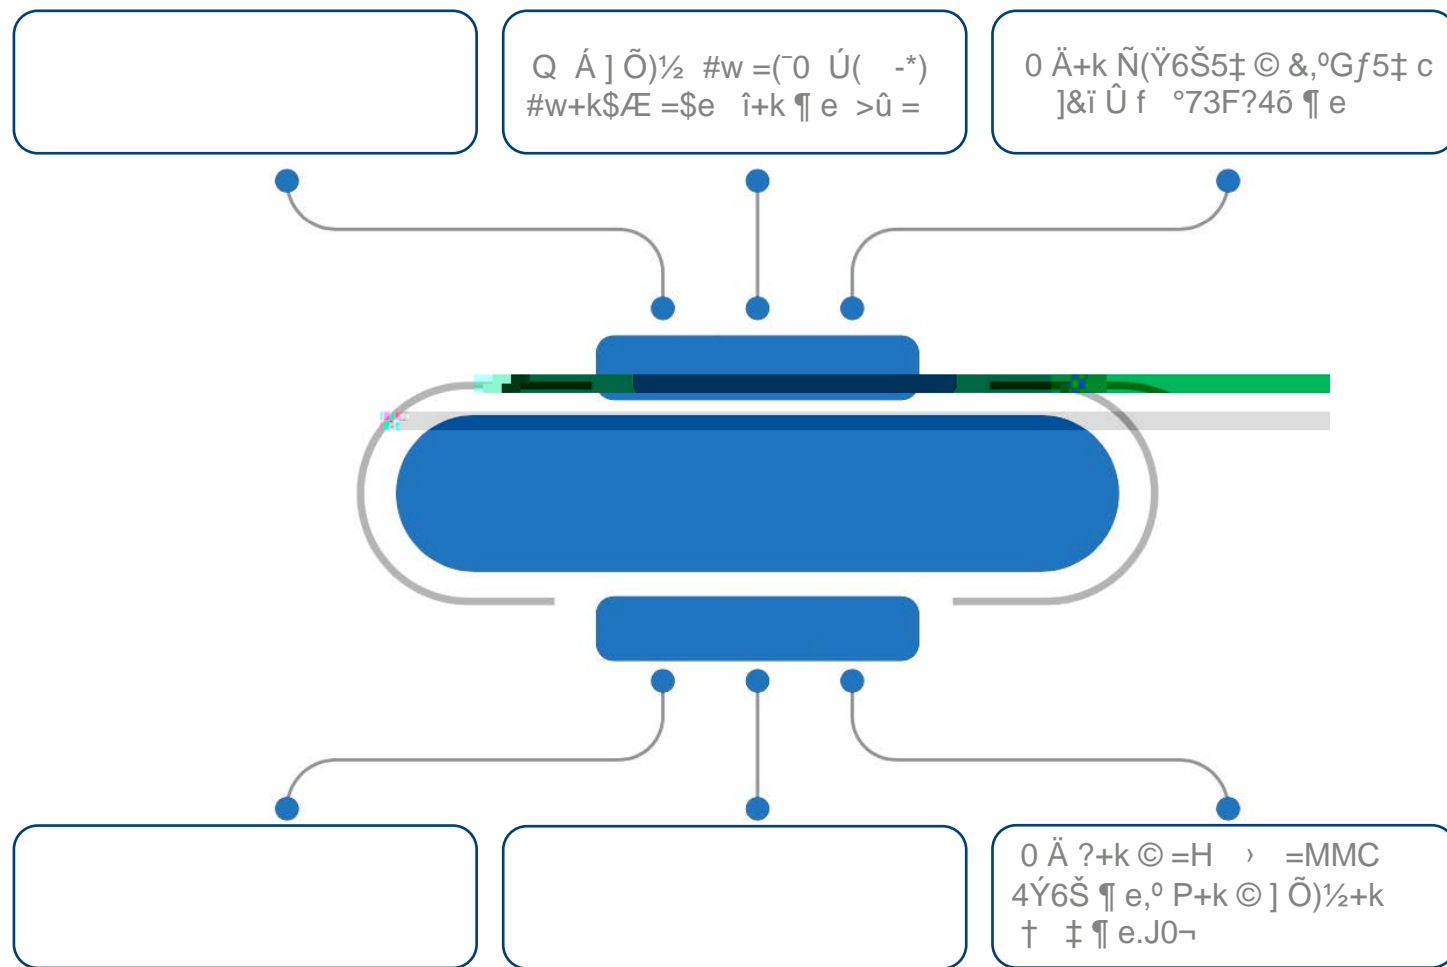 Q Á ] Õ)½ #w =(¯0 Ú( -*)
#w+k$Æ =$e î+k ¶ e >û =
0 Ä+k Ñ(Ÿ6Š5‡ © &,ºGƒ5‡ c
]&ï Û f °73F?4õ ¶ e
0 Ä ?+k © =H › =MMC
4Ý6Š ¶ e,º P+k © ] Õ)½+k
† ‡ ¶ e.J0¬